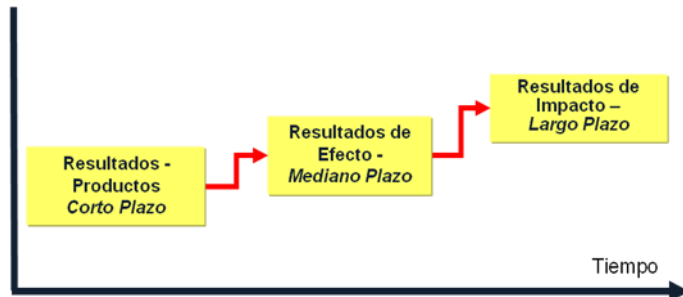 Resultados -
Productos
Corto Plazo
Resultados de
Efecto -
Mediano Plazo
Resultados de
Impacto –
Largo Plazo
Tiempo